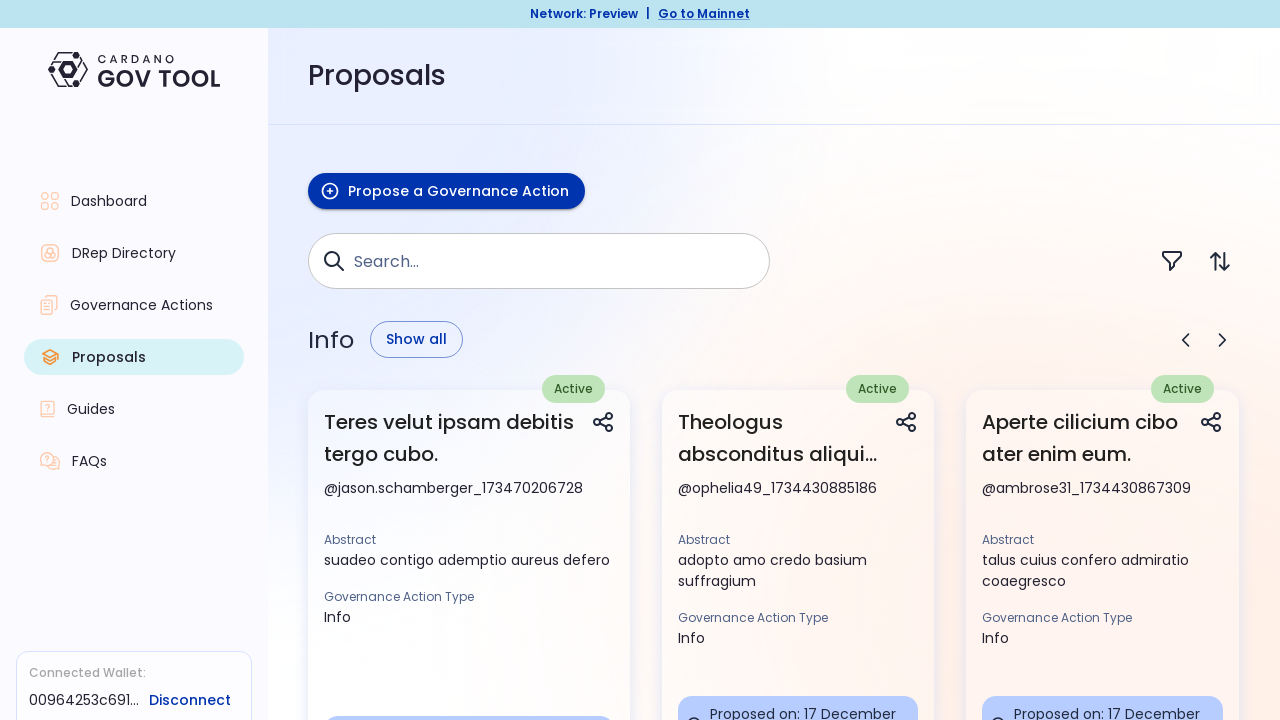 Network: Preview | Go to Mainnet
CARDANO
GOV TOOL
Proposals
Dashboard
DRep Directory
Governance Actions
Proposals
Guides
FAQs
Connected Wallet:
00964253c691... Disconnect
Propose a Governance Action
Search...
Info Show all
Active
Teres velut ipsam debitis
tergo cubo.
@jason.schamberger_173470206728
Abstract
suadeo contigo ademptio aureus defero
Governance Action Type
Info
Active
Theologus
absconditus aliqui...
@ophelia49_1734430885186
Abstract
adopto amo credo basium
suffragium
Governance Action Type
Info
Proposed on: 17 December
Active
Aperte cilicium cibo
ater enim eum.
@ambrose31_1734430867309
Abstract
talus cuius confero admiratio
coaegresco
Governance Action Type
Info
Proposed on: 17 December